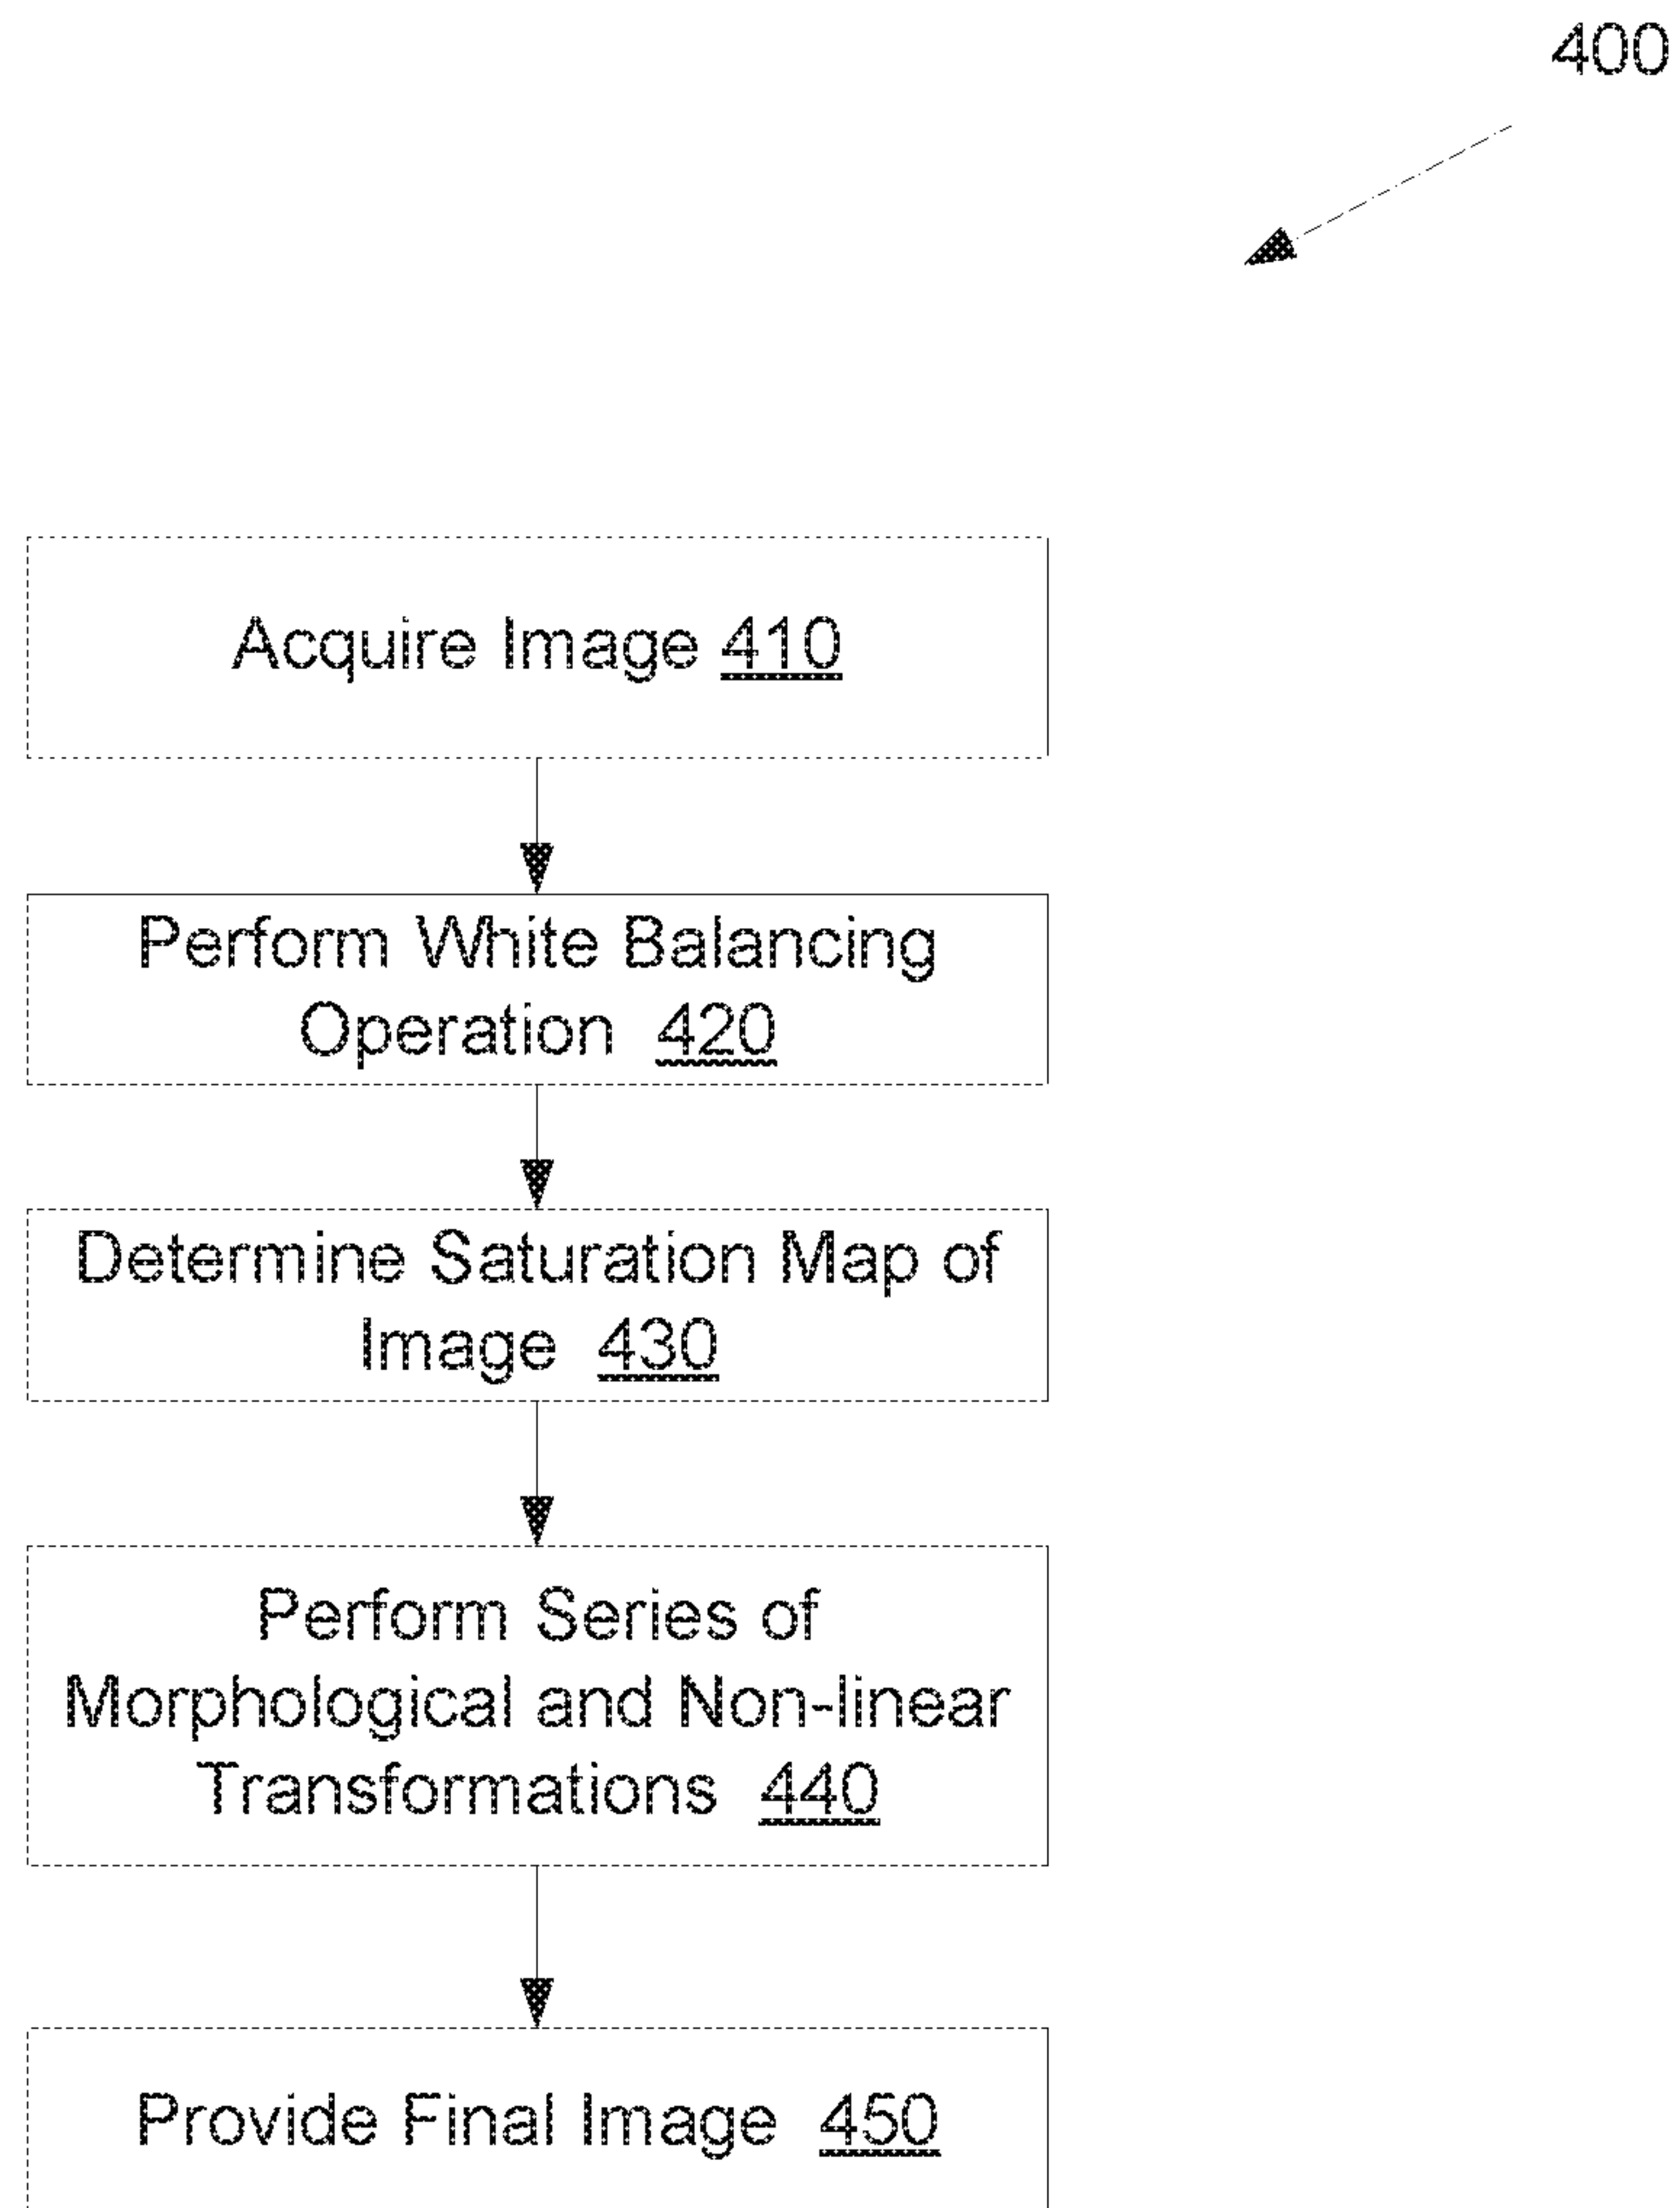 400
Acquire Image 410
Perform White Balancing
Operation 420
Determine Saturation Map of
Image 430
Perform Series of
Morphological and Non-linear
Transformations 440
Provide Final Image 450